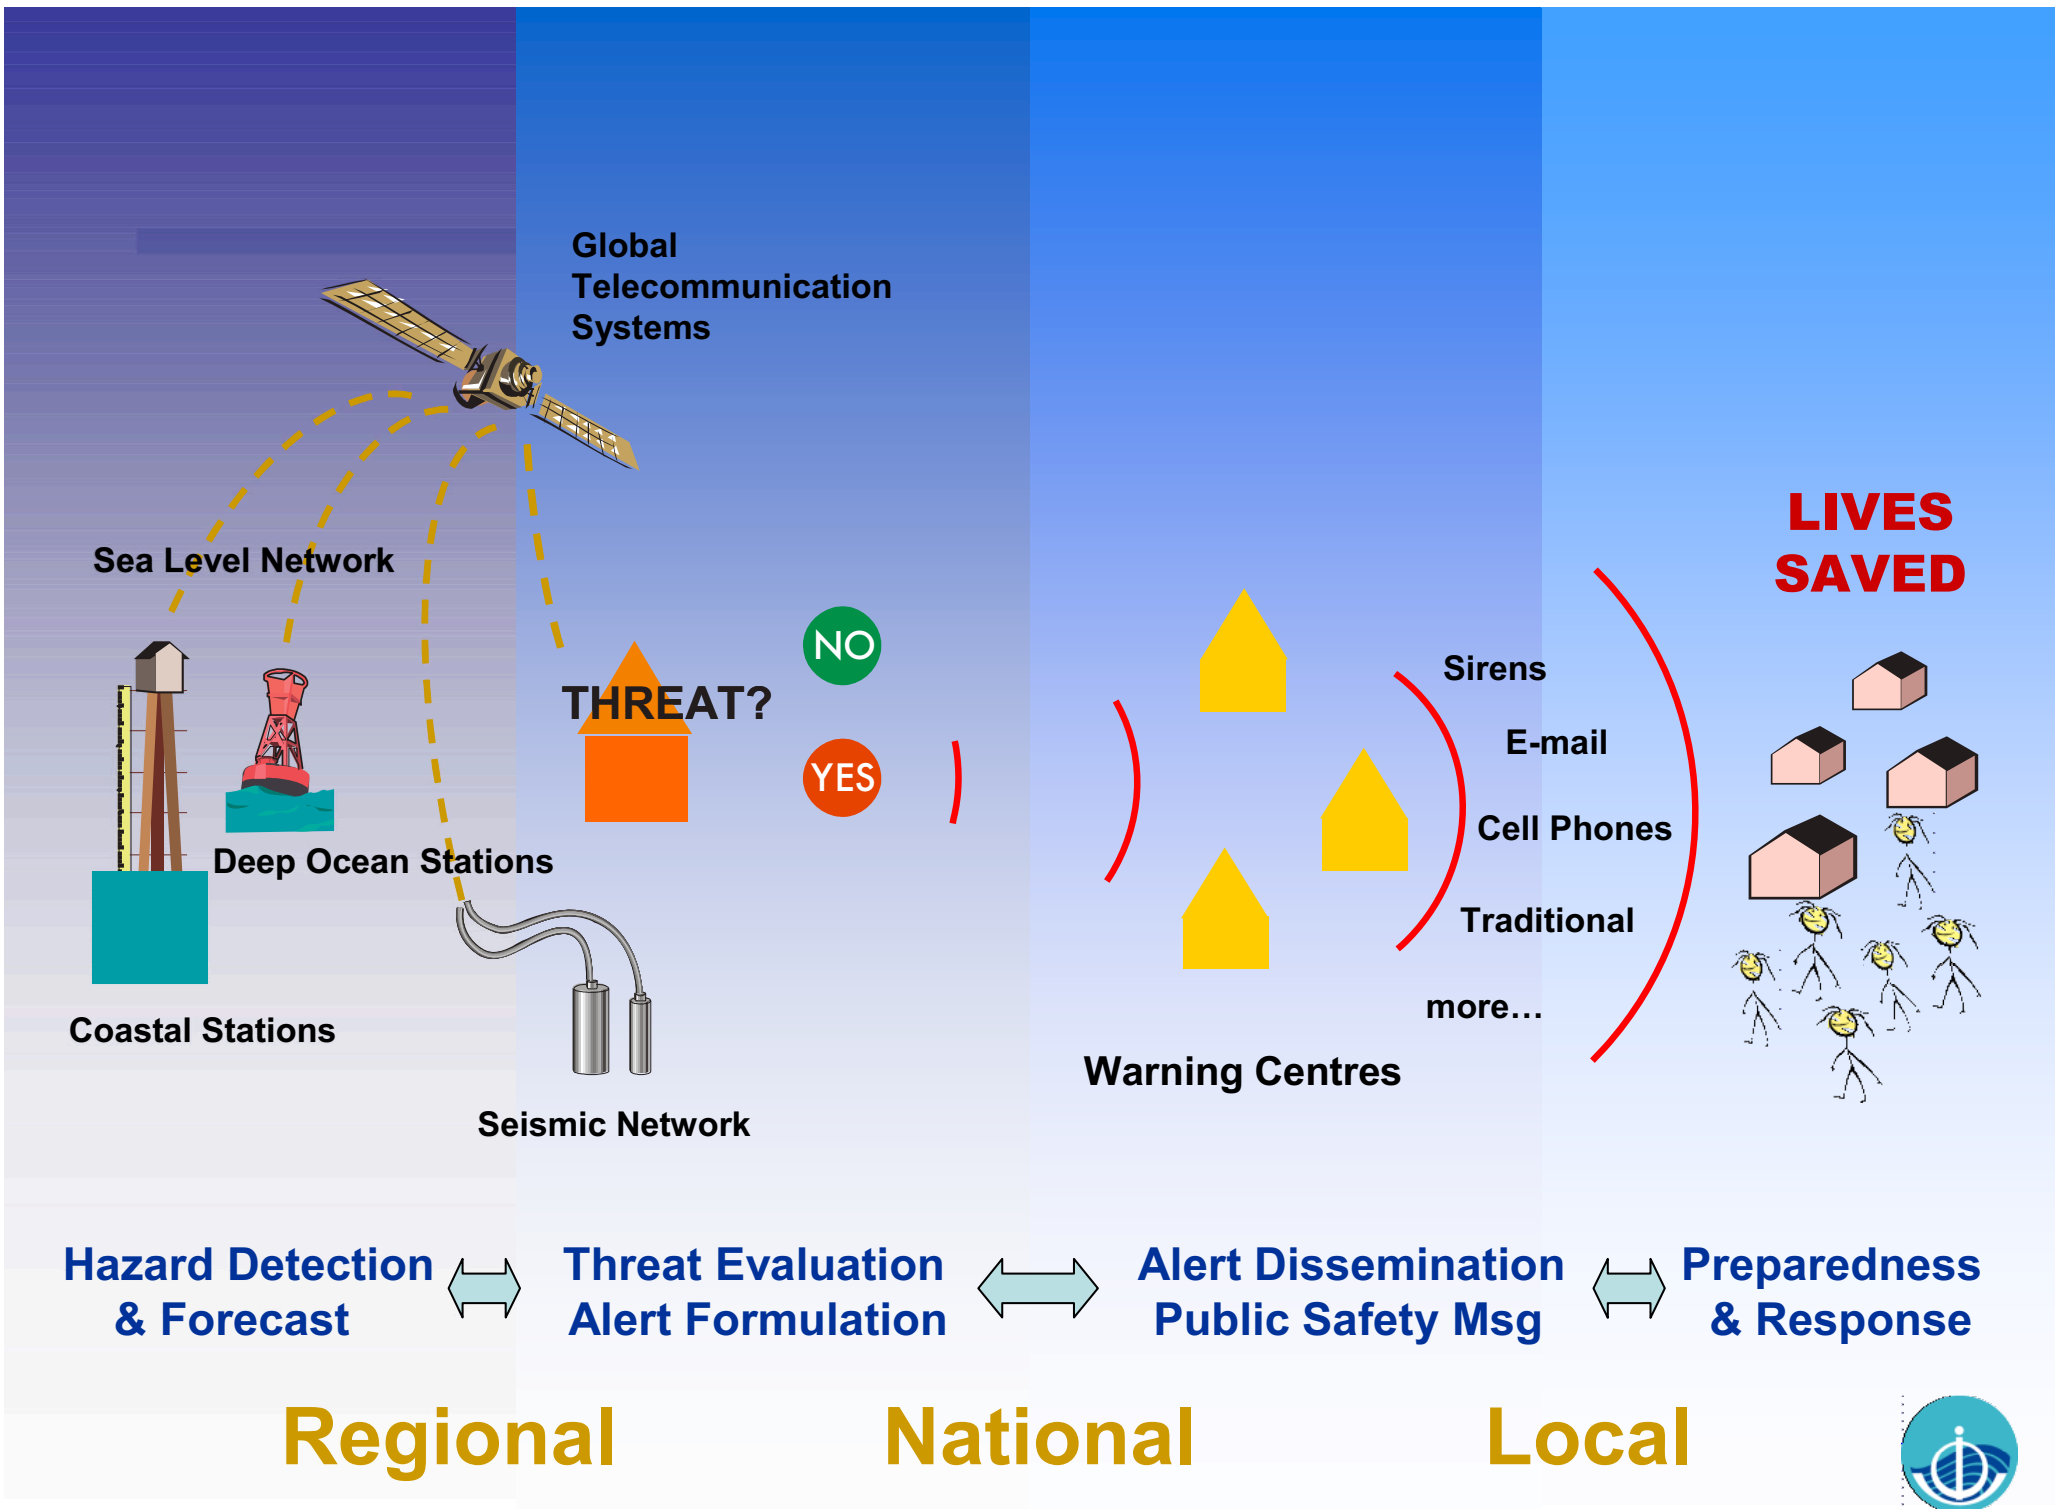 Global
Telecommunication
Systems
LIVES
SAVED
Sea Level Network
NO
Sirens
THREAT?
E-mail
YES
Cell Phones
Deep Ocean Stations
Traditional
more…
Coastal Stations
Warning Centres
Seismic Network
Hazard Detection
& Forecast
Threat Evaluation
Alert Formulation
Alert Dissemination
Public Safety Msg
Preparedness
& Response
Regional
National
Local